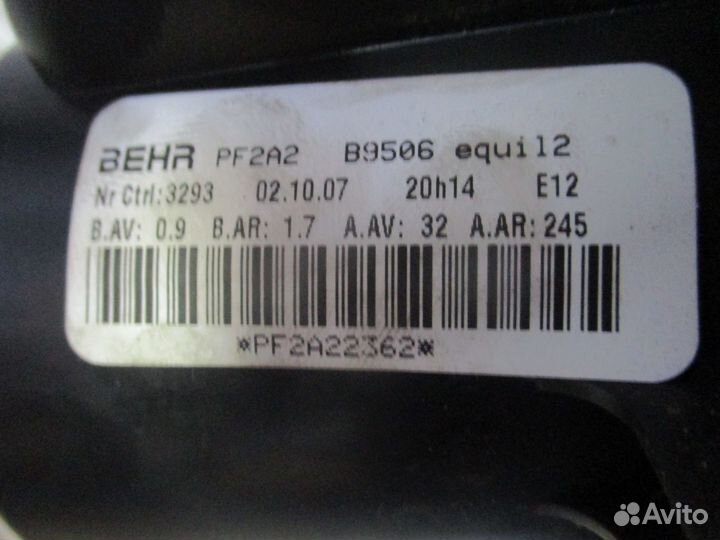 BEHR PF2A2 B9506 equil2
Nr Ctrl:3293 02.10.07 20h14 E12
B.AV: 0.9 B.AR: 1.7 A.AV: 32 A.AR: 245
*PF2A22362*
Avito